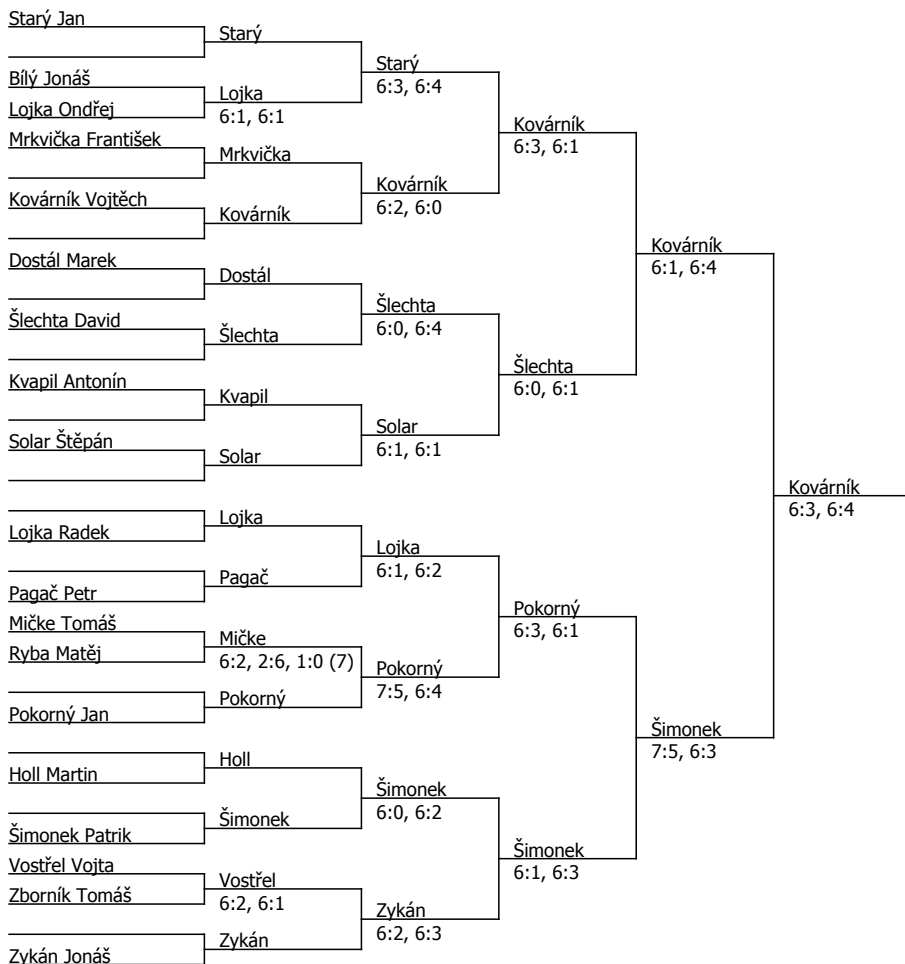 Starý Jan
Bílý Jonáš
Lojka Ondřej
Mrkvička František
Kovárník Vojtěch
Dostál Marek
Šlechta David
Kvapil Antonín
Solar Štěpán
Lojka Radek
Pagač Petr
Mičke Tomáš
Ryba Matěj
Pokorný Jan
Holl Martin
Šimonek Patrik
Vostřel Vojta
Zborník Tomáš
Zykán Jonáš
Starý
Lojka
6:1, 6:1
Mrkvička
Kovárník
Dostál
Šlechta
Kvapil
Solar
Lojka
Pagač
Mičke
6:2, 2:6, 1:0 (7)
Pokorný
Holl
Šimonek
Vostřel
6:2, 6:1
Zykán
Starý
6:3, 6:4
Kovárník
6:2, 6:0
Šlechta
6:0, 6:4
Solar
6:1, 6:1
Lojka
6:1, 6:2
Pokorný
7:5, 6:4
Šimonek
6:0, 6:2
Zykán
6:2, 6:3
Kovárník
6:3, 6:1
Šlechta
6:0, 6:1
Pokorný
6:3, 6:1
Šimonek
6:1, 6:3
Kovárník
6:1, 6:4
Šimonek
7:5, 6:3
Kovárník
6:3, 6:4